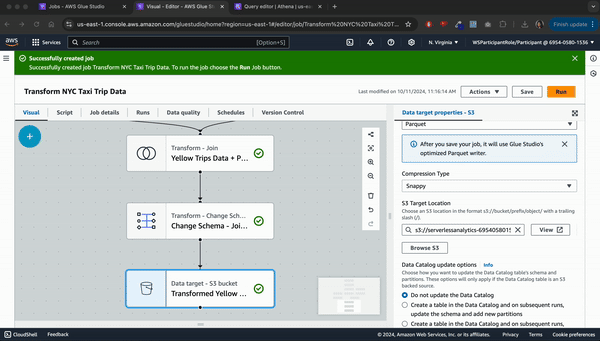 Jobs - AWS Glue Studio
Visual - Editor - AWS Glue Stu
Query editor | Athena | us-e
us-east-1.console.aws.amazon.com/gluestudio/home?region=us-east-1#/editor/job/Transform%20NYC%20Taxi%20T...
Finish update
aws
Services
Search
[Option+S]
N. Virginia
WSParticipantRole/Participant @ 6954-0580-1536
Successfully created job
Successfully created job Transform NYC Taxi Trip Data. To run the job choose the Run Job button.
Transform NYC Taxi Trip Data
Last modified on 10/11/2024, 11:16:14 AM
Actions
Save
Run
Visual
Script
Job details
Runs
Data quality
Schedules
Version Control
Transform - Join
Yellow Trips Data + P...
Transform - Change Sch...
Change Schema - Joi...
Data target - S3 bucket
Transformed Yellow ...
Data target properties - S3
Parquet
After you save your job, it will use Glue Studio's
optimized Parquet writer.
Compression Type
Snappy
S3 Target Location
Choose an S3 location in the format s3://bucket/prefix/object/ with a trailing
slash (/).
s3://serverlessanalytics-695405801
View
Browse S3
Data Catalog update options
Info
Choose how you want to update the Data Catalog table's schema and
partitions. These options will only apply if the Data Catalog table is an S3
backed source.
Do not update the Data Catalog
Create a table in the Data Catalog and on subsequent runs,
update the schema and add new partitions
Create a table in the Data Catalog and on subsequent runs,
CloudShell
Feedback
© 2024, Amazon Web Services, Inc. or its affiliates.
Privacy
Terms
Cookie preferences